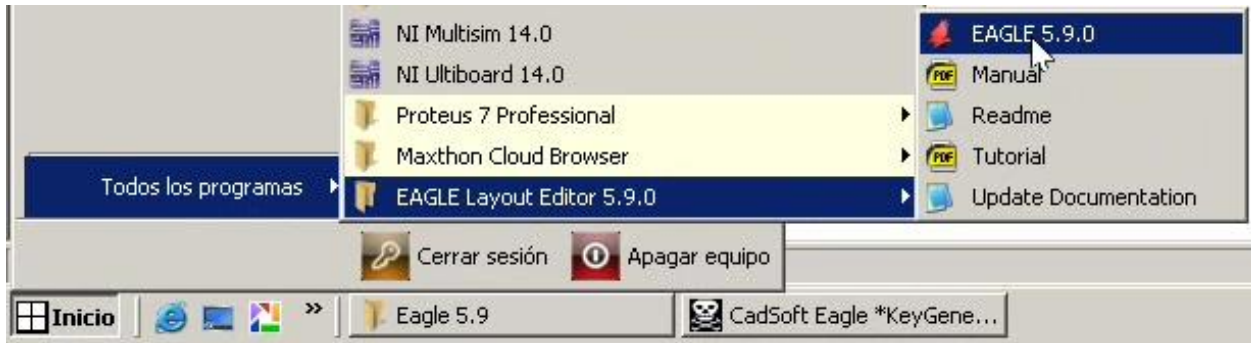 NI Multisim 14.0
NI Ultiboard 14.0
Proteus 7 Professional
Maxthon Cloud Browser
EAGLE Layout Editor 5.9.0
EAGLE 5.9.0
PDF Manual
Readme
PDF Tutorial
Update Documentation
Todos los programas
Cerrar sesión
Apagar equipo
Inicio
»
Eagle 5.9
CadSoft Eagle *KeyGene...